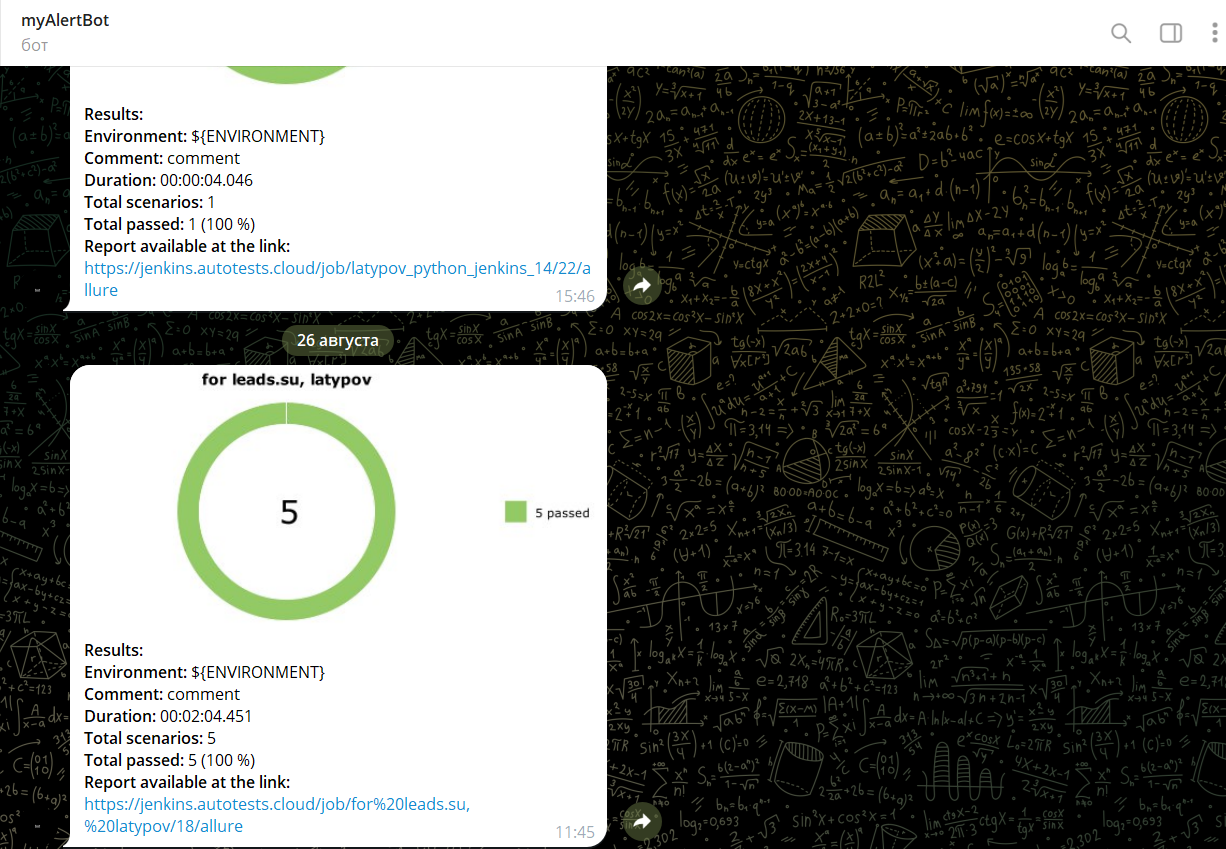 myAlertBot
бот
Results:
Environment: ${ENVIRONMENT}
Comment: comment
Duration: 00:00:04.046
Total scenarios: 1
Total passed: 1 (100 %)
Report available at the link:
https://jenkins.autotests.cloud/job/latypov_python_jenkins_14/22/a
llure
15:46
26 августа
for leads.su, latypov
5
5 passed
Results:
Environment: ${ENVIRONMENT}
Comment: comment
Duration: 00:02:04.451
Total scenarios: 5
Total passed: 5 (100 %)
Report available at the link:
https://jenkins.autotests.cloud/job/for%20leads.su,
%20latypov/18/allure
11:45